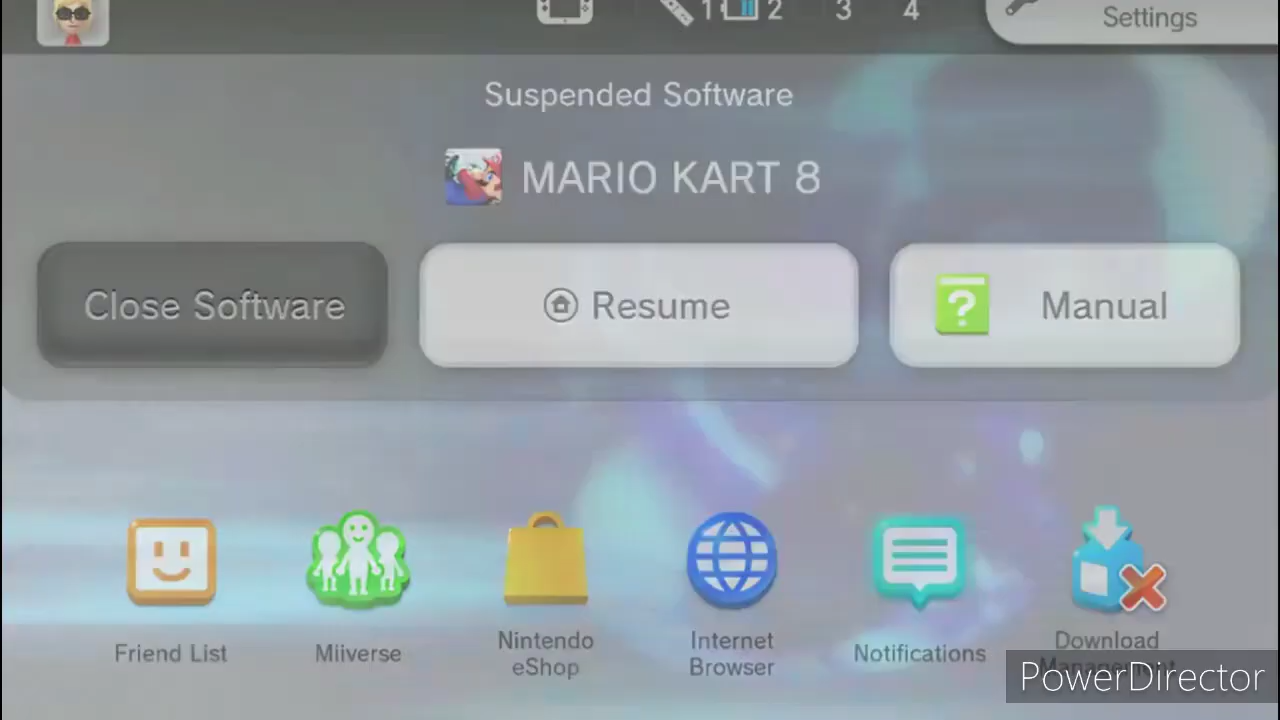 1 2 3 4
Settings
Suspended Software
MARIO KART 8
Close Software
Resume
? Manual
Friend List
Miiverse
Nintendo
eShop
Internet
Browser
Notifications
Download
Management
PowerDirector